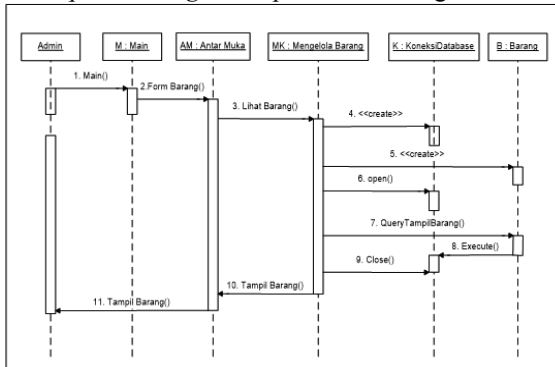 Admin
M : Main
AM : Antar Muka
MK : Mengelola Barang
K : KoneksiDatabase
B : Barang
1. Main()
2.Form Barang()
3. Lihat Barang()
4. <<create>>
5. <<create>>
6. open()
7. QueryTampilBarang()
8. Execute()
9. Close()
10. Tampil Barang()
11. Tampil Barang()